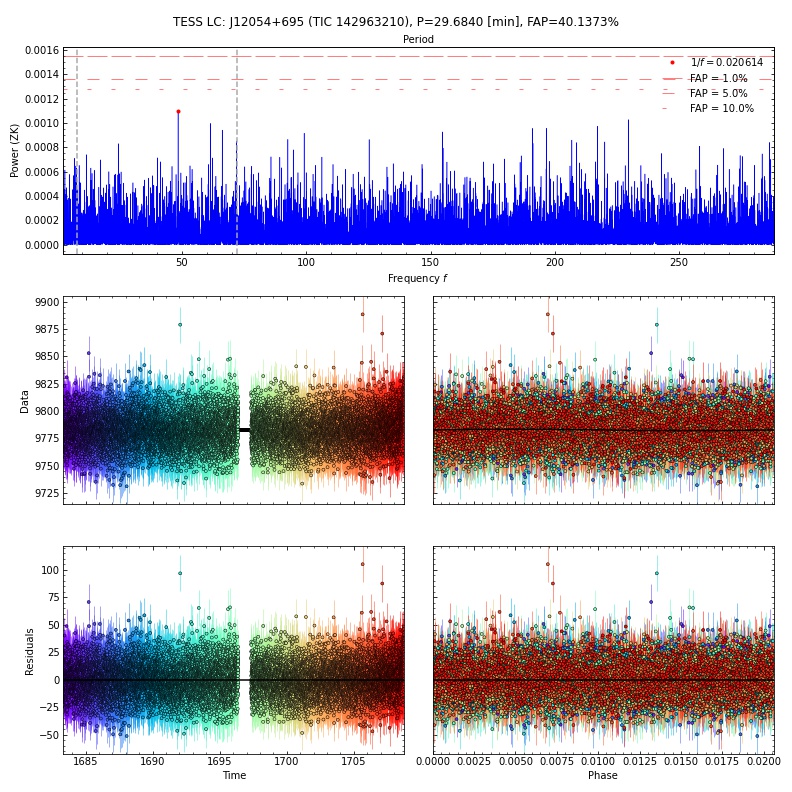 TESS LC: J12054+695 (TIC 142963210), P=29.6840 [min], FAP=40.1373%
Period
0.0016
0.0014
0.0012
0.0010
0.0008
0.0006
0.0004
0.0002
0.0000
Power (ZK)
1/f = 0.020614
FAP = 1.0%
FAP = 5.0%
FAP = 10.0%
50 100 150 200 250
Frequency f
9900
9875
9850
9825
9800
9775
9750
9725
Data
100
75
50
25
0
−25
−50
Residuals
1685 1690 1695 1700 1705
Time
0.0000 0.0025 0.0050 0.0075 0.0100 0.0125 0.0150 0.0175 0.0200
Phase